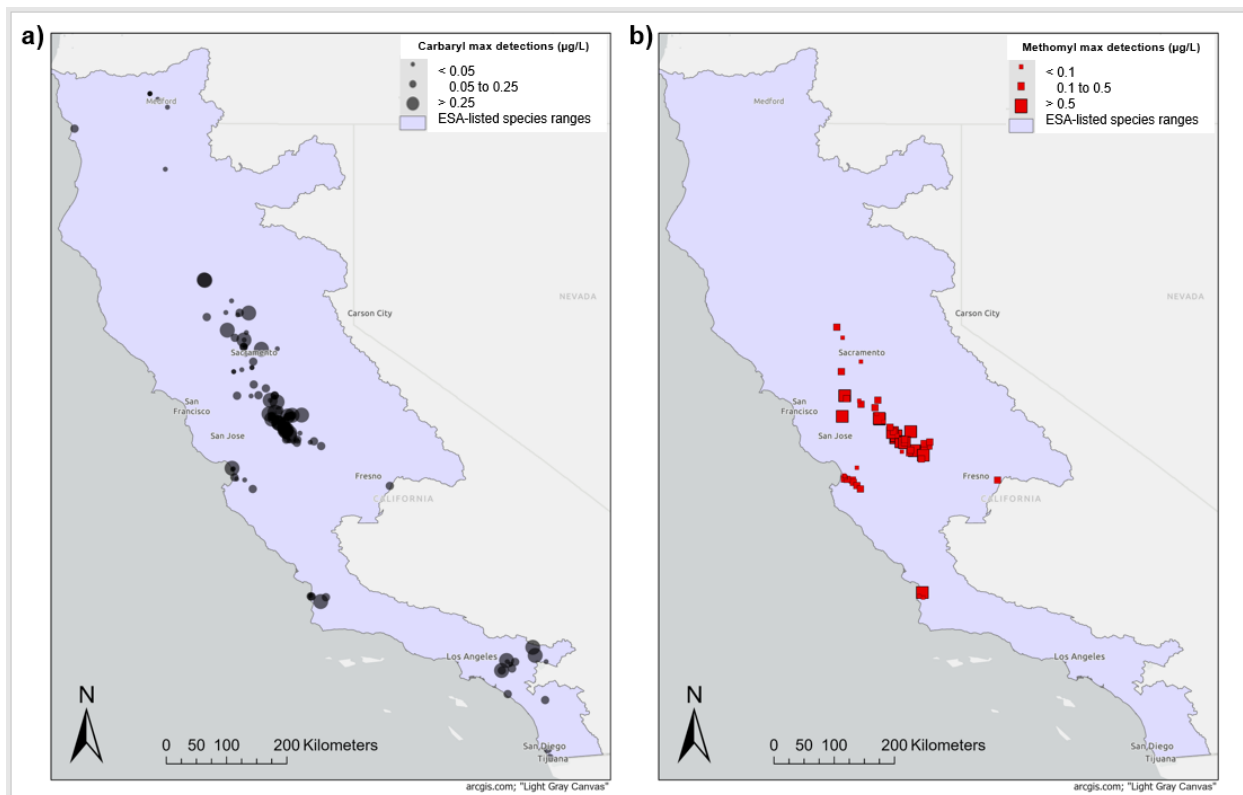 a)
Carbaryl max detections (µg/L)
< 0.05
0.05 to 0.25
> 0.25
ESA-listed species ranges
Medford
NEVADA
Carson City
Sacramento
San
Francisco
San Jose
Fresno
CALIFORNIA
Los Angeles
San Diego
Tijuana
N
0 50 100 200 Kilometers
arcgis.com; "Light Gray Canvas"
b)
Methomyl max detections (µg/L)
< 0.1
0.1 to 0.5
> 0.5
ESA-listed species ranges
Medford
NEVADA
Carson City
Sacramento
San
Francisco
San Jose
Fresno
CALIFORNIA
Los Angeles
San Diego
Tijuana
N
0 50 100 200 Kilometers
arcgis.com; "Light Gray Canvas"